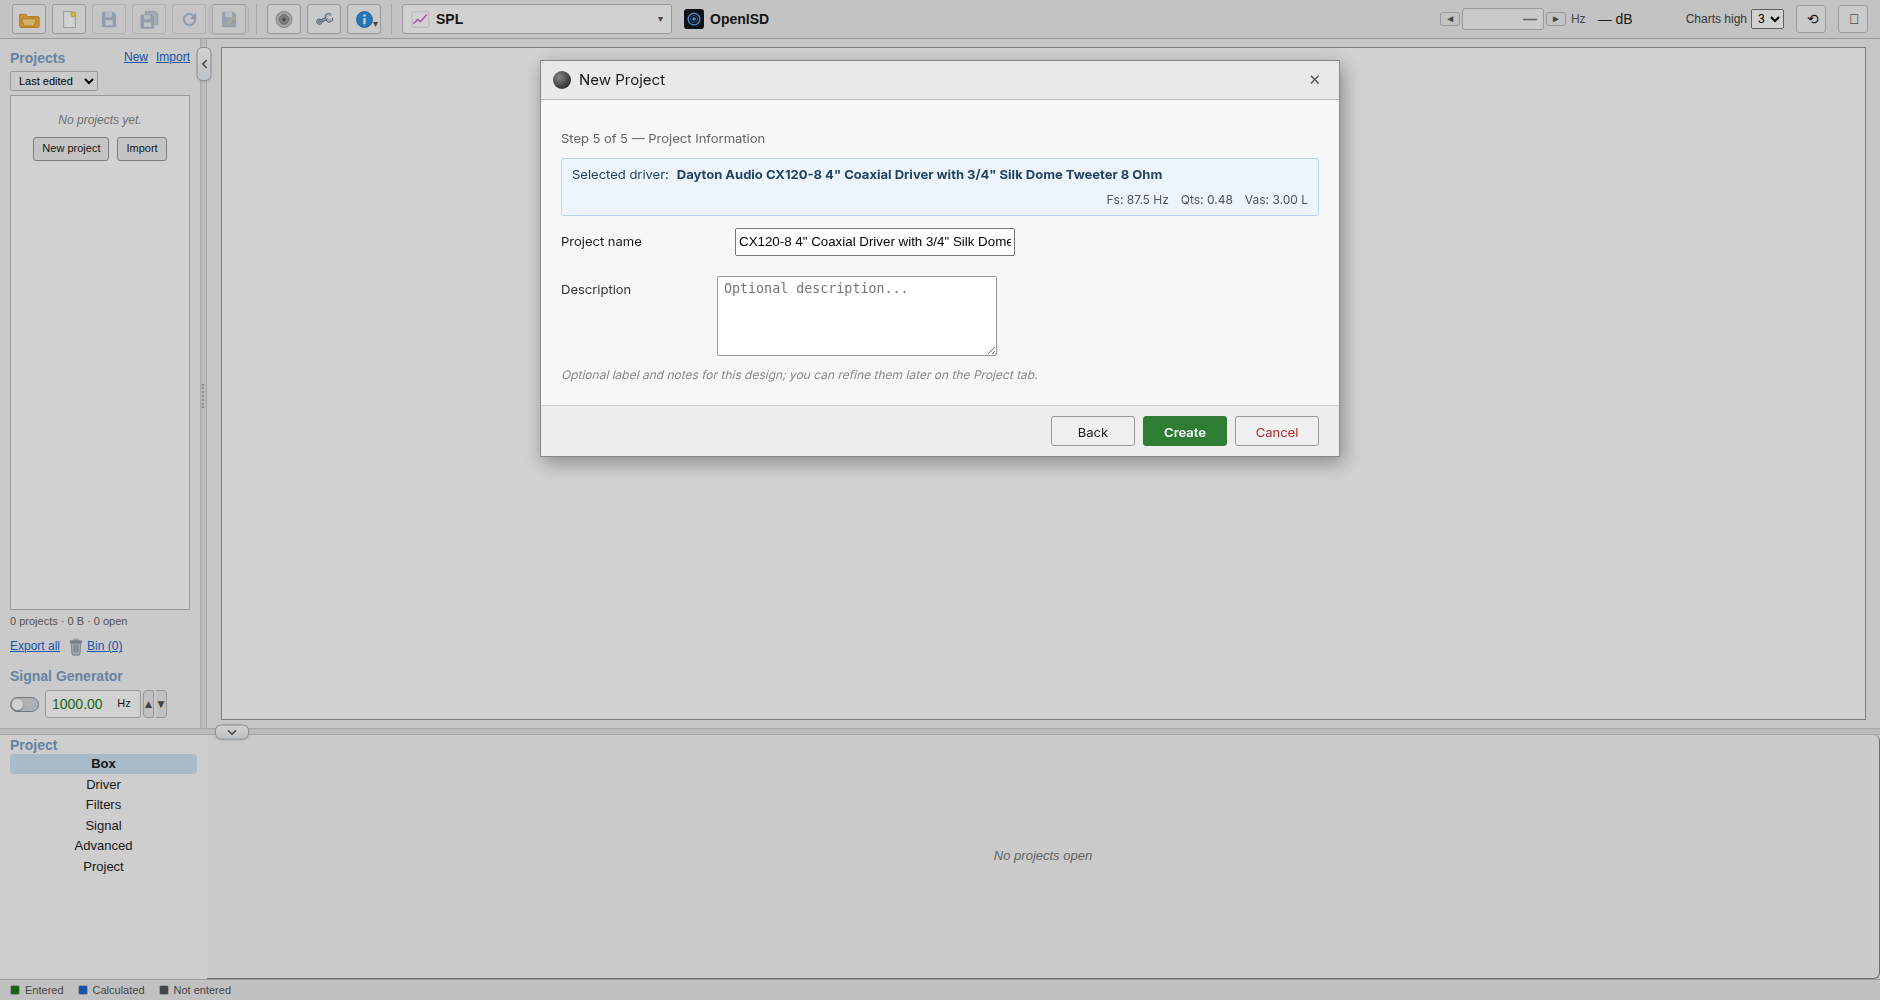 SPL
OpenISD
—
Hz
— dB
Charts high
3
Projects
New
Import
Last edited
No projects yet.
New project
Import
0 projects · 0 B · 0 open
Export all
Bin (0)
Signal Generator
1000.00
Hz
New Project
Step 5 of 5 — Project Information
Selected driver: Dayton Audio CX120-8 4" Coaxial Driver with 3/4" Silk Dome Tweeter 8 Ohm
Fs: 87.5 Hz Qts: 0.48 Vas: 3.00 L
Project name
CX120-8 4" Coaxial Driver with 3/4" Silk Dome
Description
Optional description...
Optional label and notes for this design; you can refine them later on the Project tab.
Back
Create
Cancel
Project
Box
Driver
Filters
Signal
Advanced
Project
No projects open
Entered
Calculated
Not entered